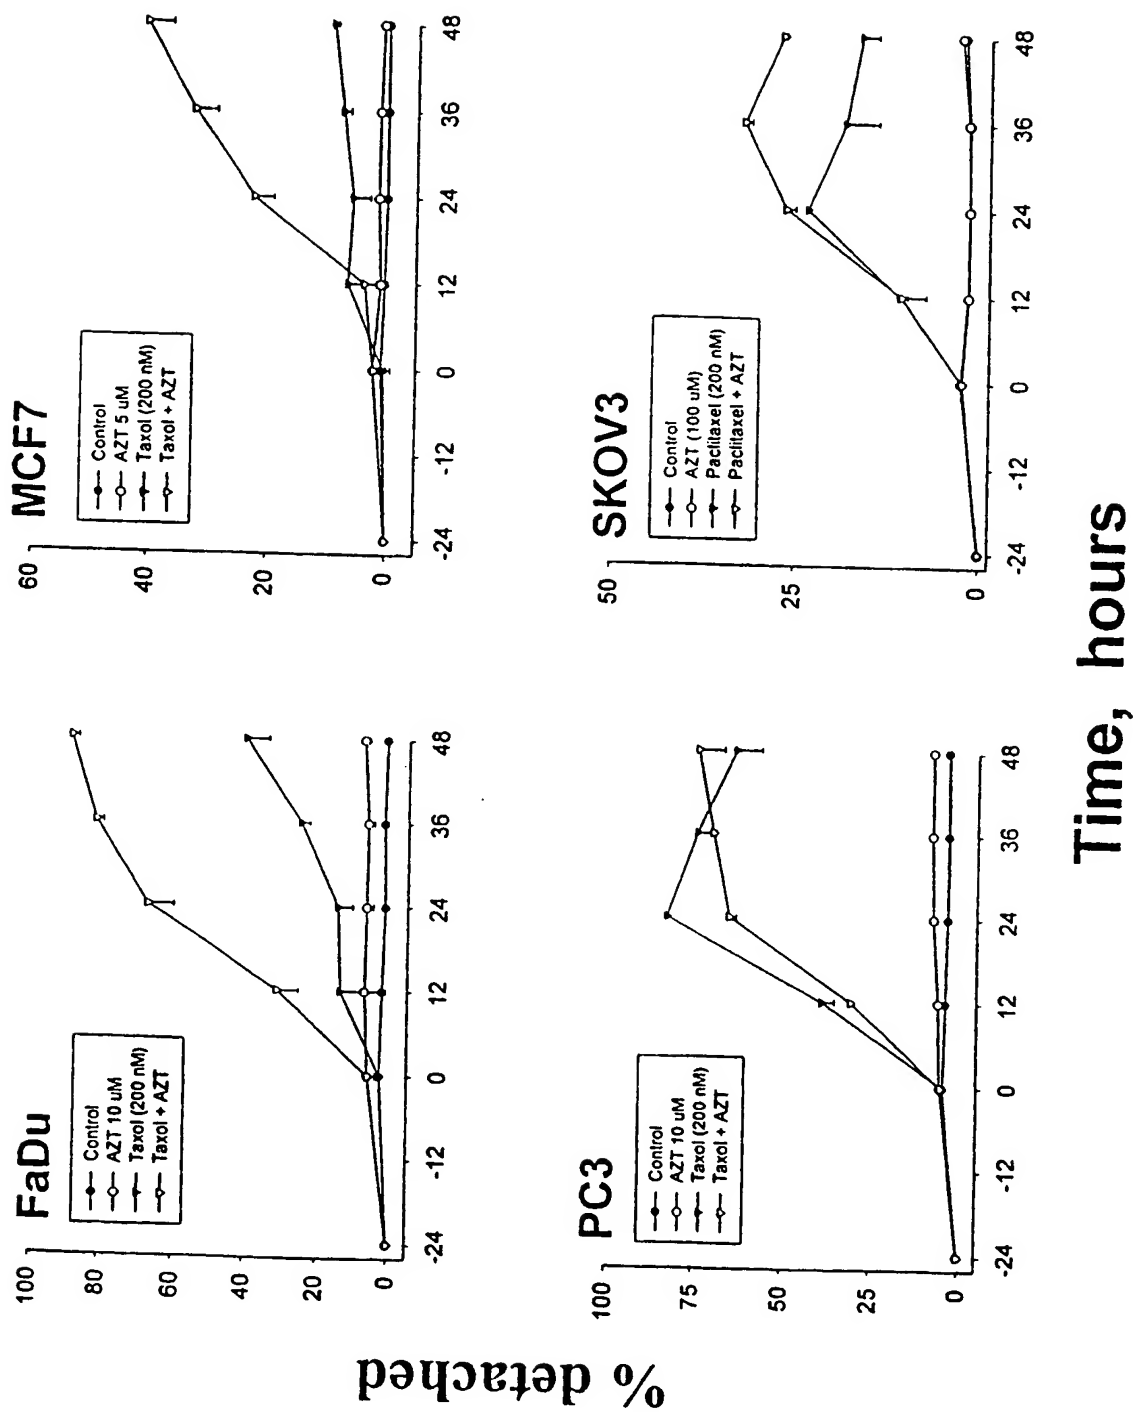 FaDu
Control
AZT 10 uM
Taxol (200 nM)
Taxol + AZT
100
80
60
40
20
0
-24 -12 0 12 24 36 48
MCF7
Control
AZT 5 uM
Taxol (200 nM)
Taxol + AZT
60
40
20
0
-24 -12 0 12 24 36 48
PC3
Control
AZT 10 uM
Taxol (200 nM)
Taxol + AZT
100
75
50
25
0
-24 -12 0 12 24 36 48
SKOV3
Control
AZT (100 uM)
Paclitaxel (200 nM)
Paclitaxel + AZT
50
25
0
-24 -12 0 12 24 36 48
% detached
Time, hours